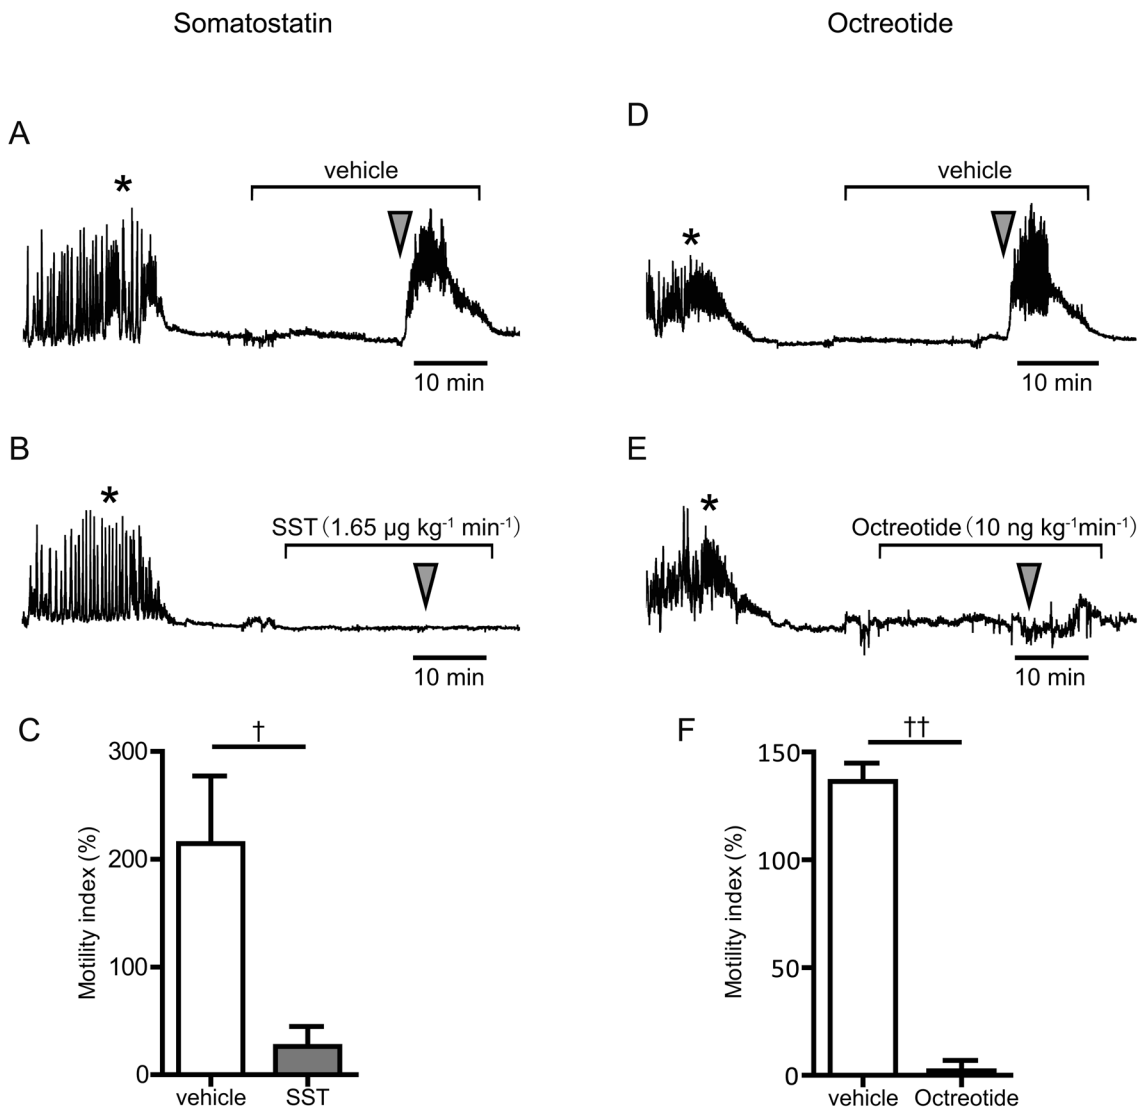 Somatostatin
Octreotide
A
*
vehicle
10 min
D
*
vehicle
10 min
B
*
SST (1.65 µg kg⁻¹ min⁻¹)
10 min
E
*
Octreotide (10 ng kg⁻¹min⁻¹)
10 min
C
†
300
200
100
0
Motility index (%)
vehicle
SST
F
††
150
100
50
0
Motility index (%)
vehicle
Octreotide